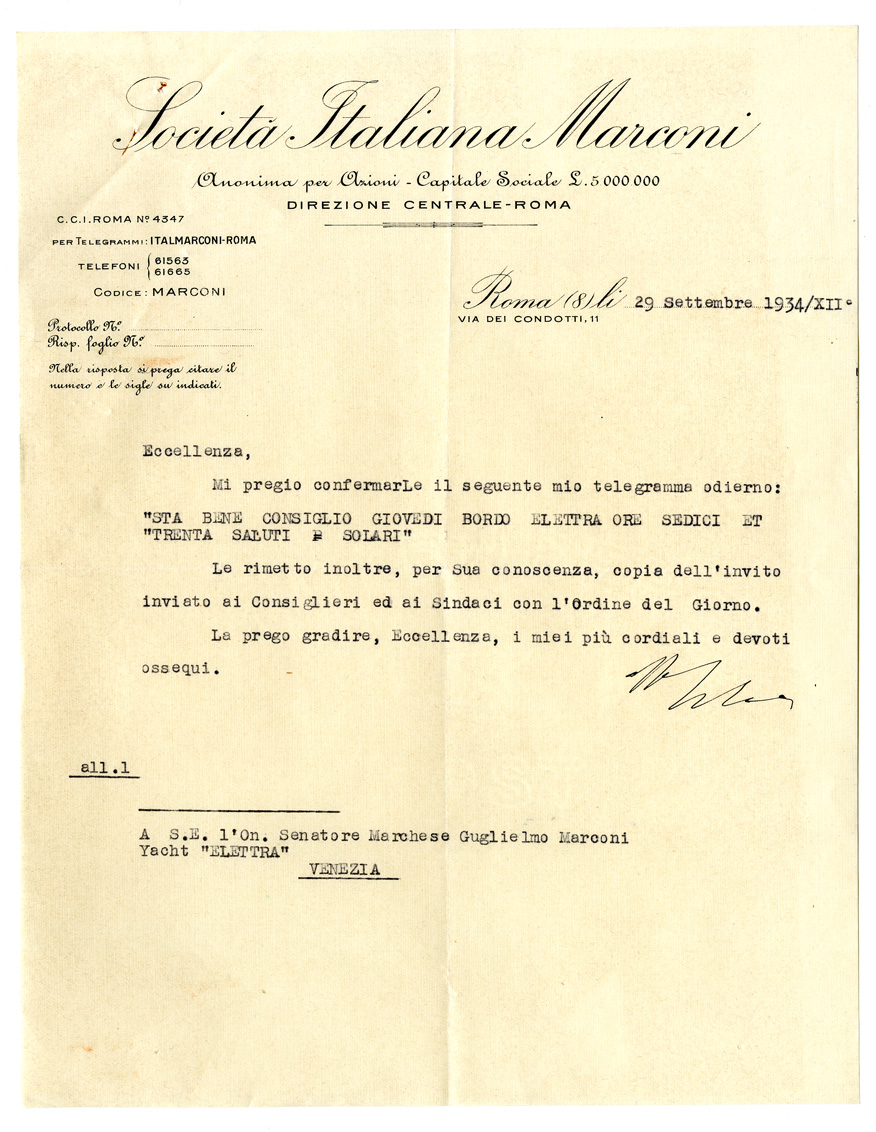 Società Italiana Marconi
Anonima per Azioni - Capitale Sociale L. 5 000 000
DIREZIONE CENTRALE-ROMA
C.C.I. ROMA Nº 4347
PER TELEGRAMMI: ITALMARCONI-ROMA
TELEFONI { 61563
61665
CODICE: MARCONI
Roma (8) li 29 Settembre 1934/XII°
VIA DEI CONDOTTI, 11
Protocollo N.º
Risp. foglio N.º
Nella risposta si prega citare il
numero e le sigle su indicati.
Eccellenza,
Mi pregio confermarLe il seguente mio telegramma odierno:
"STA BENE CONSIGLIO GIOVEDI BORDO ELETTRA ORE SEDICI ET
"TRENTA SALUTI SOLARI"
Le rimetto inoltre, per Sua conoscenza, copia dell'invito
inviato ai Consiglieri ed ai Sindaci con l'Ordine del Giorno.
La prego gradire, Eccellenza, i miei più cordiali e devoti
ossequi.
all.1
A S.E. l'On. Senatore Marchese Guglielmo Marconi
Yacht "ELETTRA"
VENEZIA